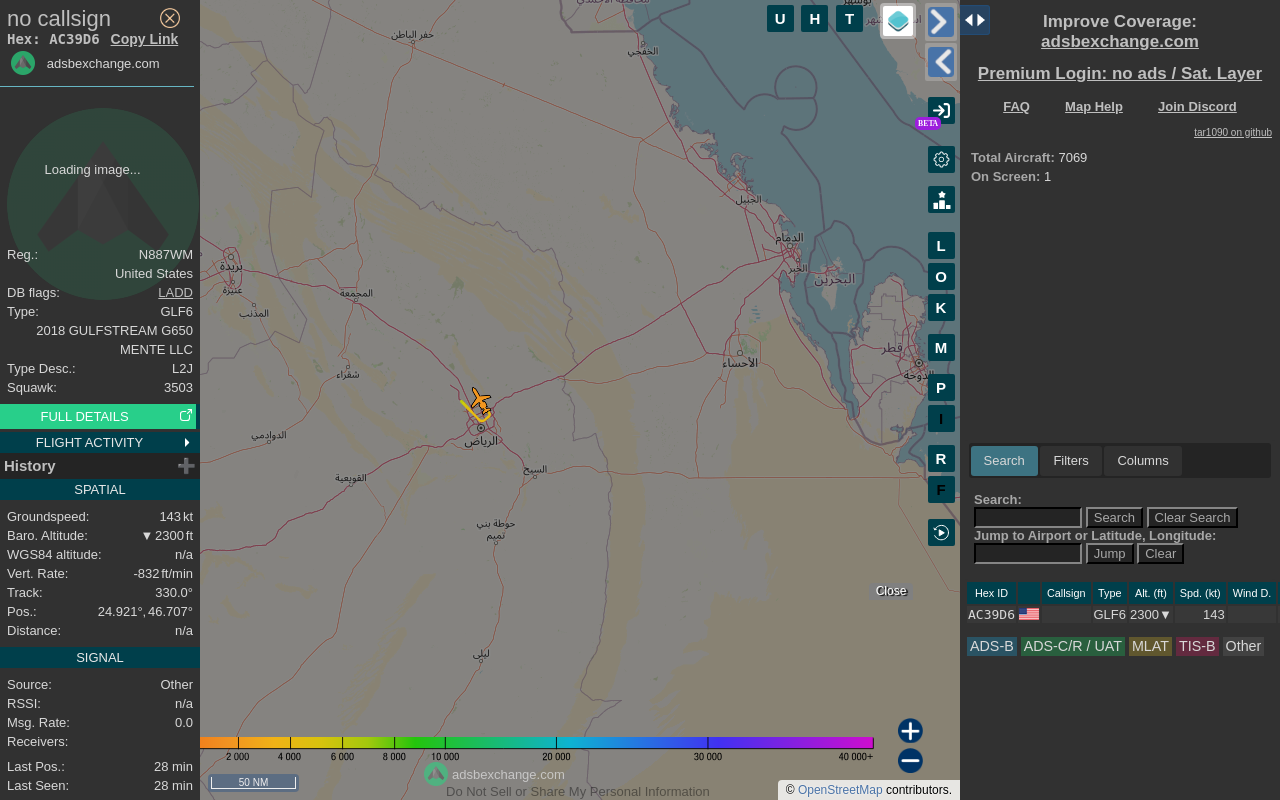 no callsign
Hex: AC39D6 Copy Link
adsbexchange.com
Loading image...
Reg.: N887WM
United States
DB flags: LADD
Type: GLF6
2018 GULFSTREAM G650
MENTE LLC
Type Desc.: L2J
Squawk: 3503
FULL DETAILS
FLIGHT ACTIVITY
History
SPATIAL
Groundspeed: 143 kt
Baro. Altitude: ▼ 2300 ft
WGS84 altitude: n/a
Vert. Rate: -832 ft/min
Track: 330.0°
Pos.: 24.921°, 46.707°
Distance: n/a
SIGNAL
Source: Other
RSSI: n/a
Msg. Rate: 0.0
Receivers:
Last Pos.: 28 min
Last Seen: 28 min
حفر الباطن
الخفجي
الجبيل
الدمام
الخبر
البحرين
بريدة
عنيزة
المذنب
المجمعة
شقراء
الأحساء
قطر
الدوحة
الدوادمي
الرياض
القويعية
السيح
حوطة بني
تميم
ليلى
U H T
BETA
L
O
K
M
P
I
R
F
Close
2 000 4 000 6 000 8 000 10 000 20 000 30 000 40 000+
50 NM
adsbexchange.com
Do Not Sell or Share My Personal Information
© OpenStreetMap contributors.
Improve Coverage:
adsbexchange.com
Premium Login: no ads / Sat. Layer
FAQ Map Help Join Discord
tar1090 on github
Total Aircraft: 7069
On Screen: 1
Search Filters Columns
Search:
Search Clear Search
Jump to Airport or Latitude, Longitude:
Jump Clear
Hex ID Callsign Type Alt. (ft) Spd. (kt) Wind D.
AC39D6 GLF6 2300▼ 143
ADS-B ADS-C/R / UAT MLAT TIS-B Other